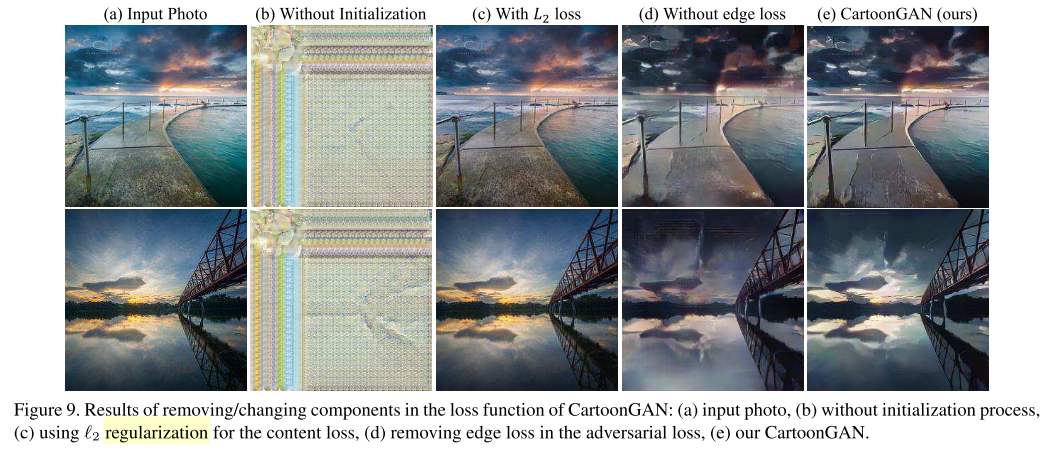 (a) Input Photo (b) Without Initialization (c) With L₂ loss (d) Without edge loss (e) CartoonGAN (ours)
Figure 9. Results of removing/changing components in the loss function of CartoonGAN: (a) input photo, (b) without initialization process,
(c) using ℓ₂ regularization for the content loss, (d) removing edge loss in the adversarial loss, (e) our CartoonGAN.